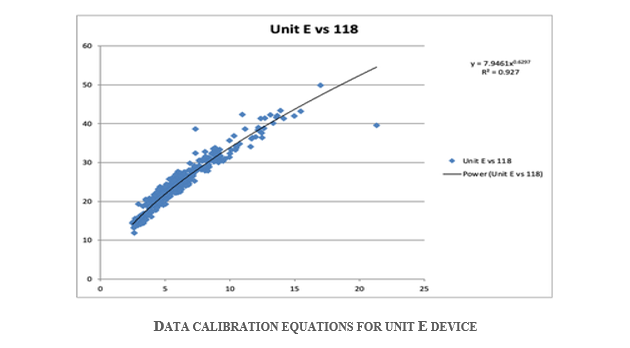 Unit E vs 118
y = 7.9461x^0.6297
R² = 0.927
60
50
40
30
20
10
0
0 5 10 15 20 25
Unit E vs 118
Power (Unit E vs 118)
DATA CALIBRATION EQUATIONS FOR UNIT E DEVICE